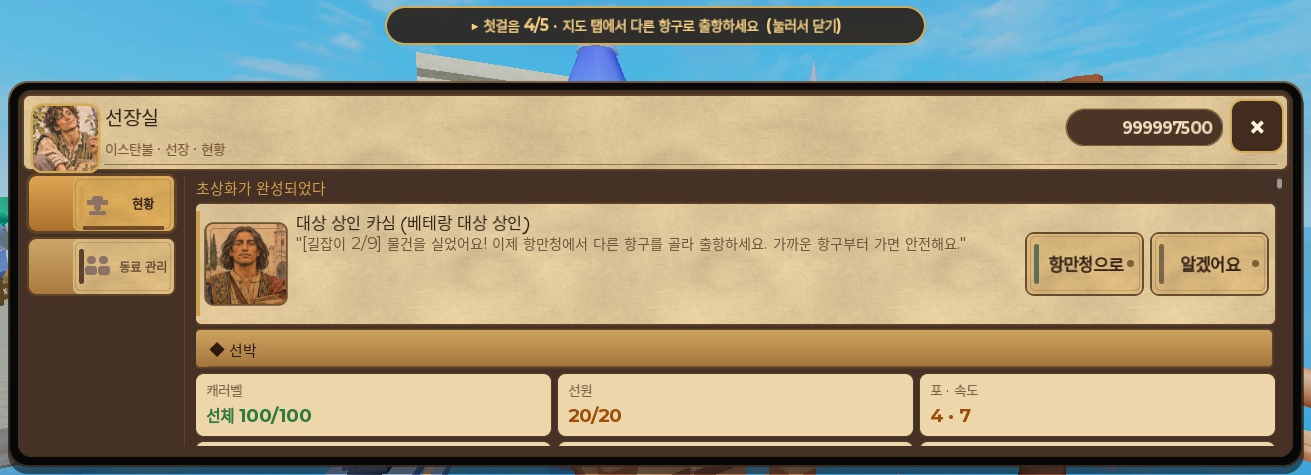 ▸ 첫걸음 4/5 · 지도 탭에서 다른 항구로 출항하세요 (눌러서 닫기)
선장실
이스탄불 · 선장 · 현황
999997500
×
현황
동료 관리
초상화가 완성되었다
대상 상인 카심 (베테랑 대상 상인)
"[길잡이 2/9] 물건을 실었어요! 이제 항만청에서 다른 항구를 골라 출항하세요. 가까운 항구부터 가면 안전해요."
항만청으로
알겠어요
◆ 선박
캐러벨
선체 100/100
선원
20/20
포 · 속도
4 · 7